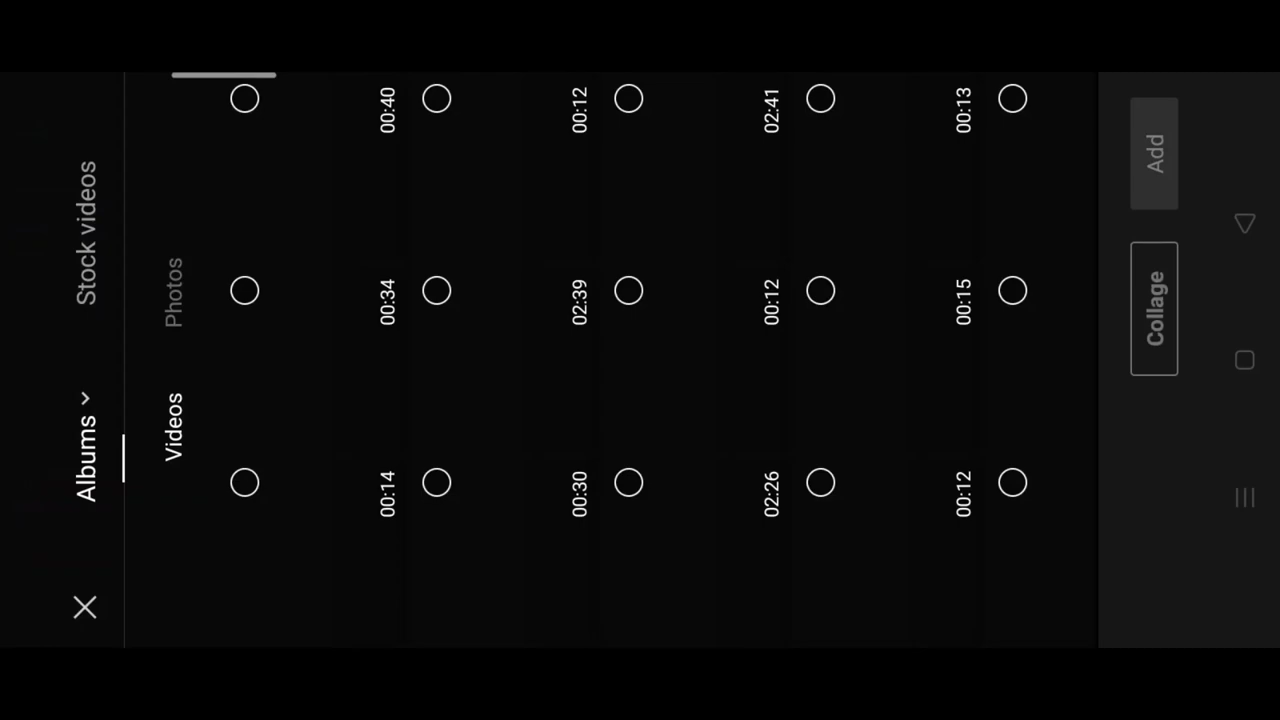 Albums
Stock videos
Videos
Photos
00:14
00:34
00:40
00:30
02:39
00:12
02:26
00:12
02:41
00:12
00:15
00:13
Collage
Add